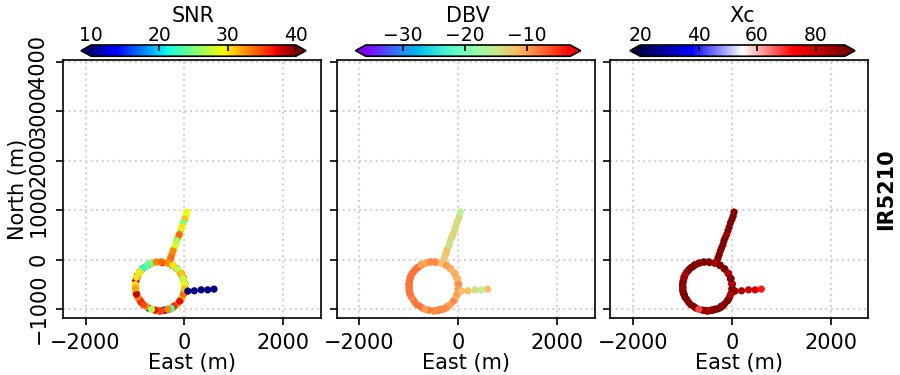 SNR DBV Xc
10 20 30 40 −30 −20 −10 20 40 60 80
North (m)
−1000 0 1000 2000 3000 4000
IR5210
−2000 0 2000 −2000 0 2000 −2000 0 2000
East (m) East (m) East (m)